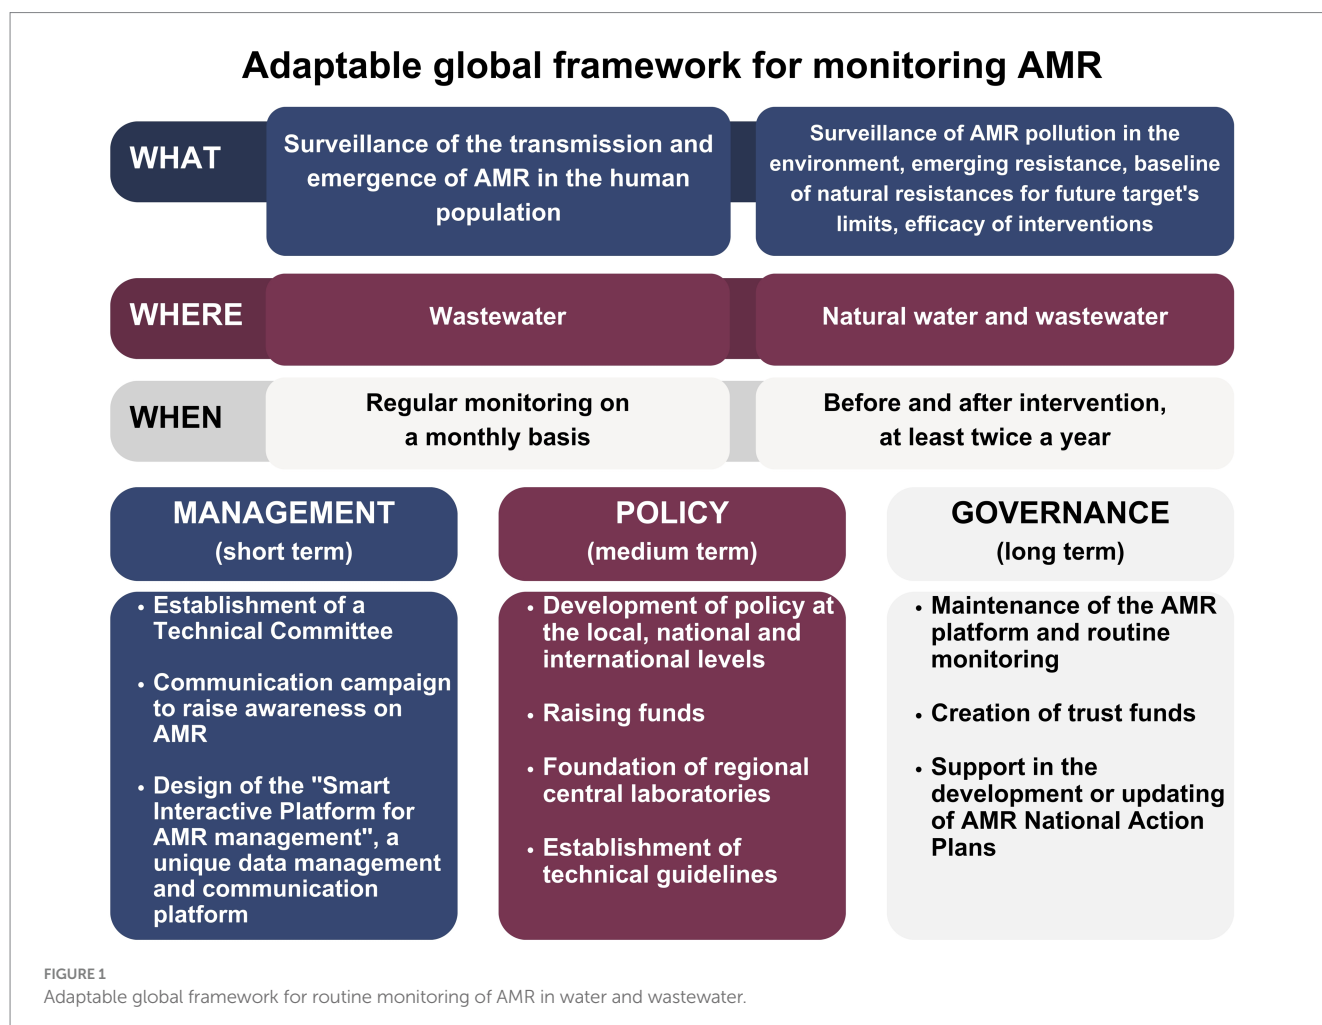 Adaptable global framework for monitoring AMR
WHAT
Surveillance of the transmission and
emergence of AMR in the human
population
Surveillance of AMR pollution in the
environment, emerging resistance, baseline
of natural resistances for future target's
limits, efficacy of interventions
WHERE
Wastewater
Natural water and wastewater
WHEN
Regular monitoring on
a monthly basis
Before and after intervention,
at least twice a year
MANAGEMENT
(short term)
• Establishment of a
Technical Committee
• Communication campaign
to raise awareness on
AMR
• Design of the "Smart
Interactive Platform for
AMR management", a
unique data management
and communication
platform
POLICY
(medium term)
• Development of policy at
the local, national and
international levels
• Raising funds
• Foundation of regional
central laboratories
• Establishment of
technical guidelines
GOVERNANCE
(long term)
• Maintenance of the AMR
platform and routine
monitoring
• Creation of trust funds
• Support in the
development or updating
of AMR National Action
Plans
FIGURE 1
Adaptable global framework for routine monitoring of AMR in water and wastewater.